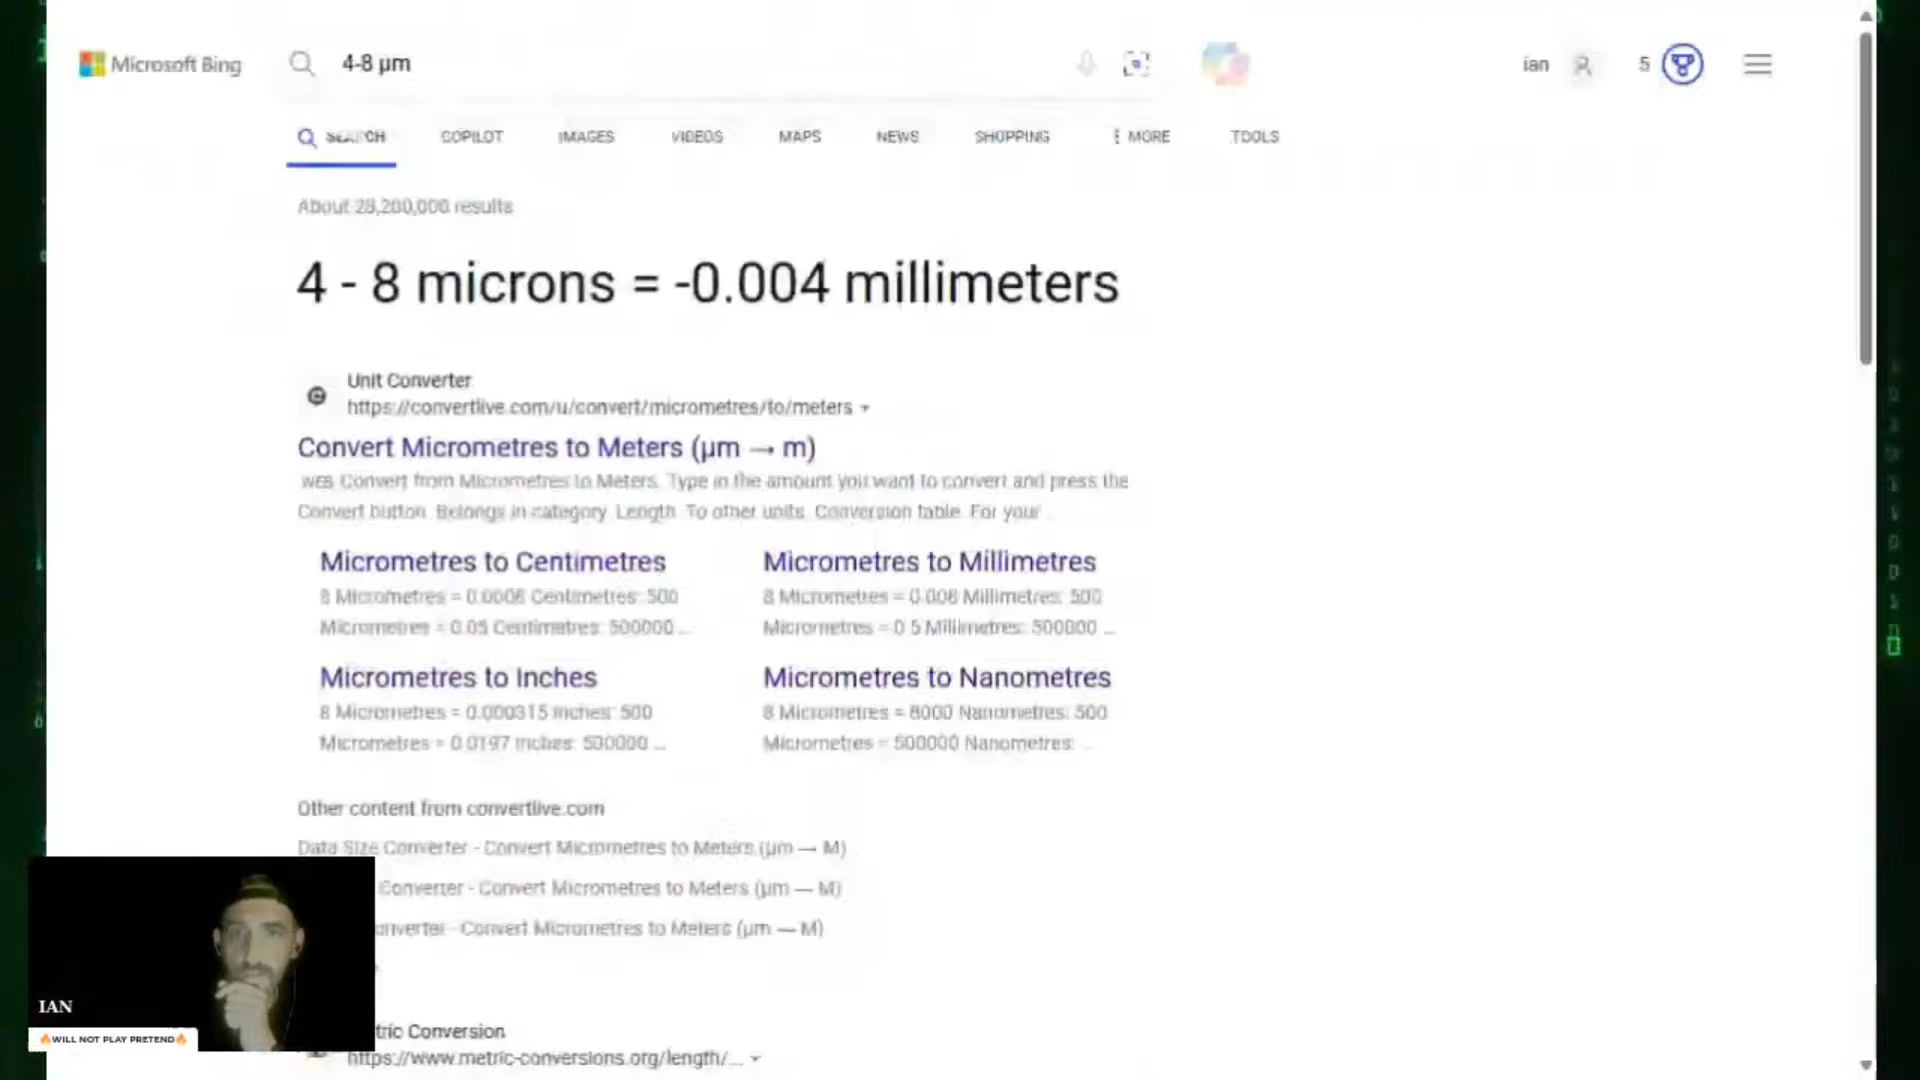 Microsoft Bing
4-8 µm
ian
5
SEARCH
COPILOT
IMAGES
VIDEOS
MAPS
NEWS
SHOPPING
MORE
TOOLS
About 28,200,000 results
4 - 8 microns = -0.004 millimeters
Unit Converter
https://convertlive.com/u/convert/micrometres/to/meters
Convert Micrometres to Meters (µm → m)
WEB Convert from Micrometres to Meters. Type in the amount you want to convert and press the
Convert button. Belongs in category. Length. To other units. Conversion table. For your
Micrometres to Centimetres
8 Micrometres = 0.0008 Centimetres: 500
Micrometres = 0.05 Centimetres: 500000 ...
Micrometres to Millimetres
8 Micrometres = 0.008 Millimetres: 500
Micrometres = 0.5 Millimetres: 500000 ...
Micrometres to Inches
8 Micrometres = 0.000315 Inches: 500
Micrometres = 0.0197 Inches: 500000 ...
Micrometres to Nanometres
8 Micrometres = 8000 Nanometres: 500
Micrometres = 500000 Nanometres: ...
Other content from convertlive.com
Data Size Converter - Convert Micrometres to Meters (µm — M)
Converter - Convert Micrometres to Meters (µm — M)
onverter - Convert Micrometres to Meters (µm — M)
IAN
🔥WILL NOT PLAY PRETEND🔥
tric Conversion
https://www.metric-conversions.org/length/...